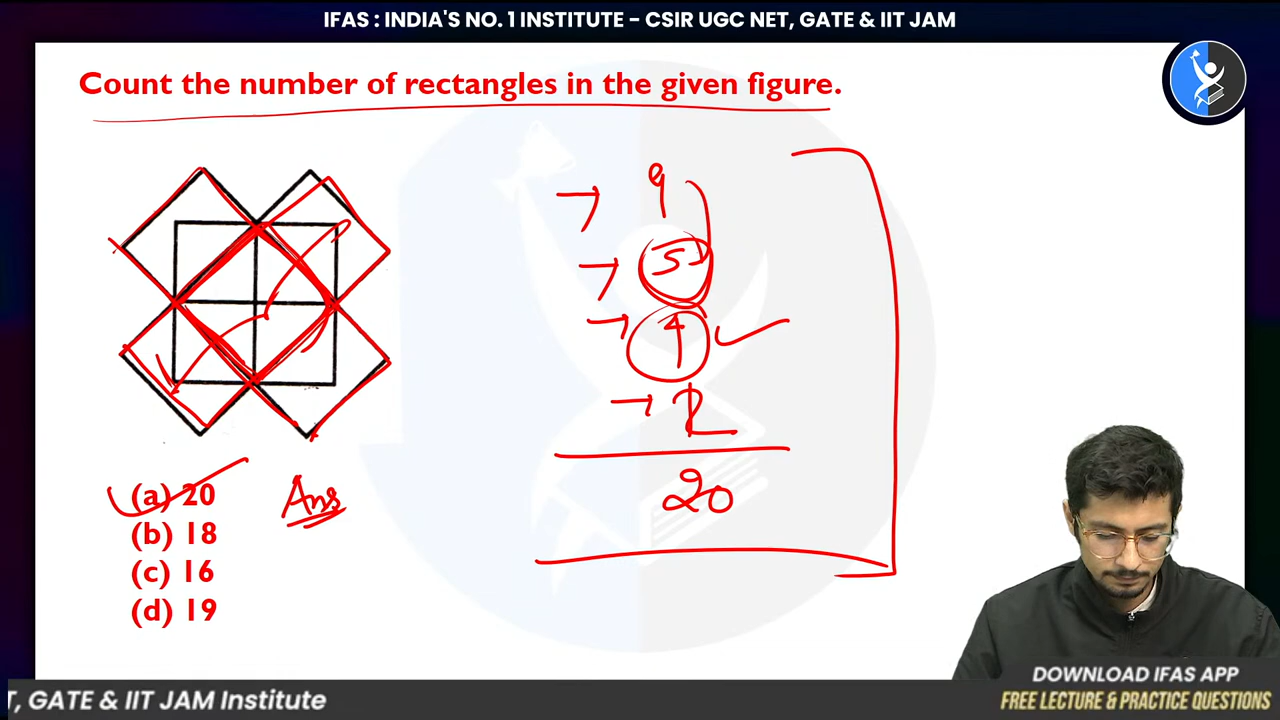 IFAS : INDIA'S NO. 1 INSTITUTE - CSIR UGC NET, GATE & IIT JAM
Count the number of rectangles in the given figure.
→ 9
→ 5
→ 4
→ 2
20
(a) 20 Ans
(b) 18
(c) 16
(d) 19
DOWNLOAD IFAS APP
T, GATE & IIT JAM Institute
FREE LECTURE & PRACTICE QUESTIONS